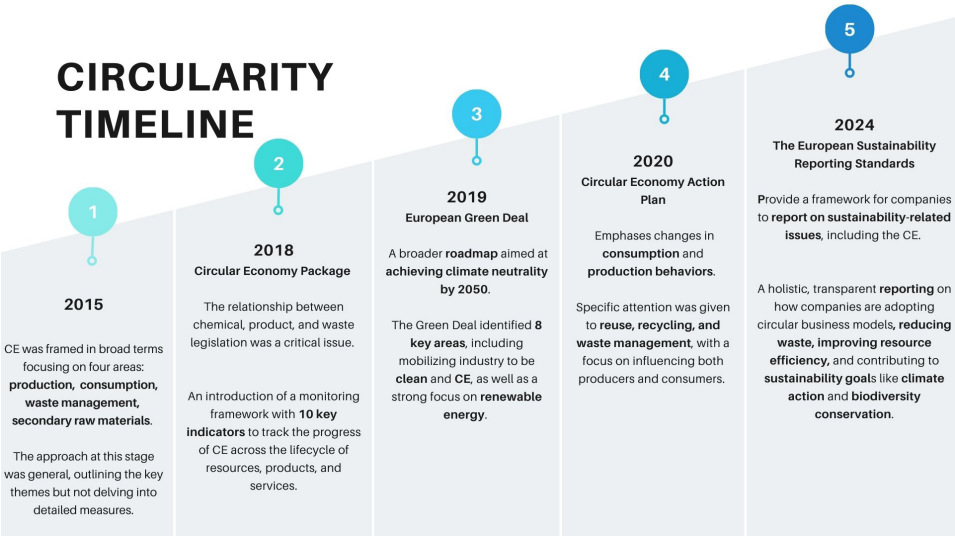 CIRCULARITY
TIMELINE
1
2015
CE was framed in broad terms
focusing on four areas:
production, consumption,
waste management,
secondary raw materials.
The approach at this stage
was general, outlining the key
themes but not delving into
detailed measures.
2
2018
Circular Economy Package
The relationship between
chemical, product, and waste
legislation was a critical issue.
An introduction of a monitoring
framework with 10 key
indicators to track the progress
of CE across the lifecycle of
resources, products, and
services.
3
2019
European Green Deal
A broader roadmap aimed at
achieving climate neutrality
by 2050.
The Green Deal identified 8
key areas, including
mobilizing industry to be
clean and CE, as well as a
strong focus on renewable
energy.
4
2020
Circular Economy Action
Plan
Emphases changes in
consumption and
production behaviors.
Specific attention was given
to reuse, recycling, and
waste management, with a
focus on influencing both
producers and consumers.
5
2024
The European Sustainability
Reporting Standards
Provide a framework for companies
to report on sustainability-related
issues, including the CE.
A holistic, transparent reporting on
how companies are adopting
circular business models, reducing
waste, improving resource
efficiency, and contributing to
sustainability goals like climate
action and biodiversity
conservation.